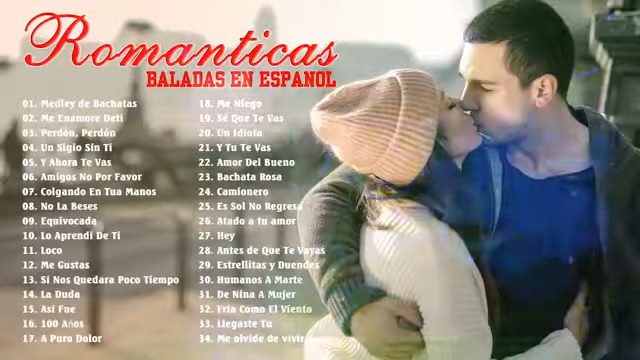 Romanticas
BALADAS EN ESPANOL
01. Medley de Bachatas
02. Me Enamore Deti
03. Perdón, Perdón
04. Un Siglo Sin Ti
05. Y Ahora Te Vas
06. Amigos No Por Favor
07. Colgando En Tua Manos
08. No La Beses
09. Equivocada
10. Lo Aprendi De Ti
11. Loco
12. Me Gustas
13. Si Nos Quedara Poco Tiempo
14. La Duda
15. Asi Fue
16. 100 Años
17. A Puro Dolor
18. Me Niego
19. Sé Que Te Vas
20. Un Idiota
21. Y Tu Te Vas
22. Amor Del Bueno
23. Bachata Rosa
24. Camionero
25. Es Sol No Regresa
26. Atado a tu amor
27. Hey
28. Antes de Que Te Vayas
29. Estrellitas y Duendes
30. Humanos A Marte
31. De Nina A Mujer
32. Fria Como El Viento
33. Llegaste Tu
34. Me olvide de vivir